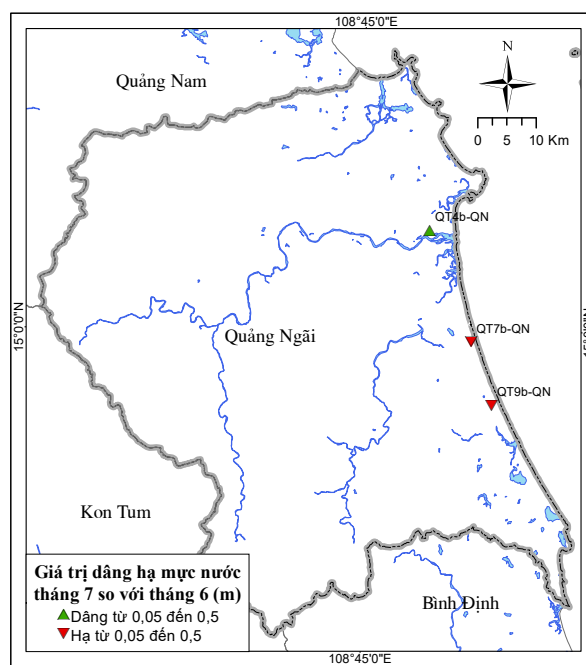 108°45'0"E
Quảng Nam
N
0 5 10 Km
QT4b-QN
15°0'0"N
Quảng Ngãi
QT7b-QN
QT9b-QN
Kon Tum
Giá trị dâng hạ mực nước
tháng 7 so với tháng 6 (m)
Dâng từ 0,05 đến 0,5
Hạ từ 0,05 đến 0,5
Bình Định
108°45'0"E